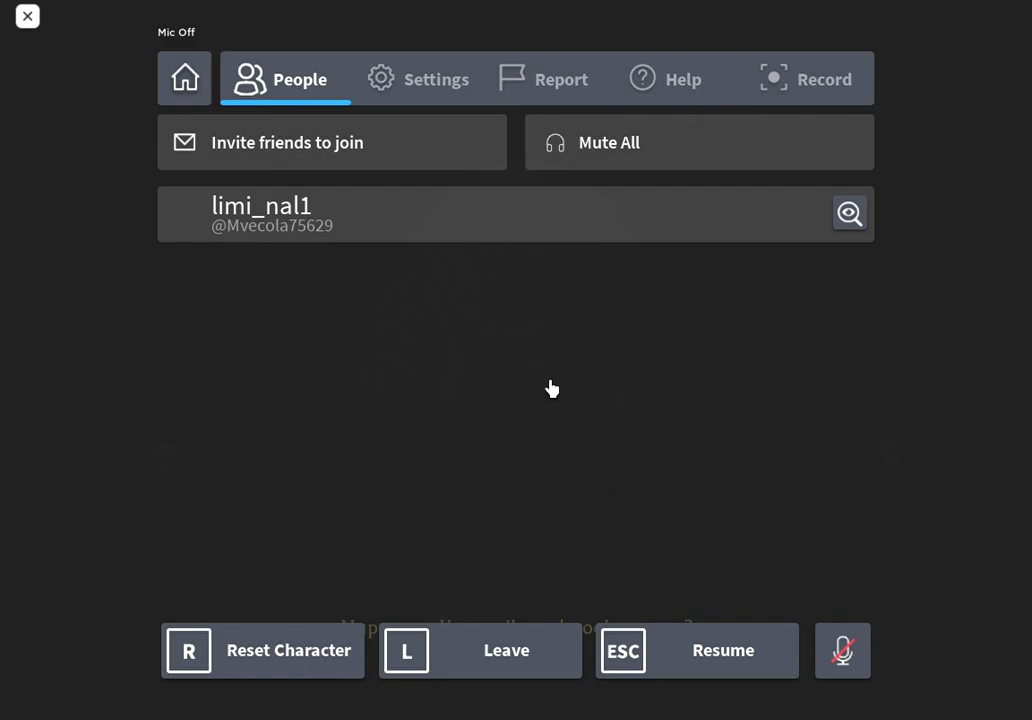 Mic Off
People
Settings
Report
Help
Record
Invite friends to join
Mute All
limi_nal1
@Mvecola75629
R
Reset Character
L
Leave
ESC
Resume